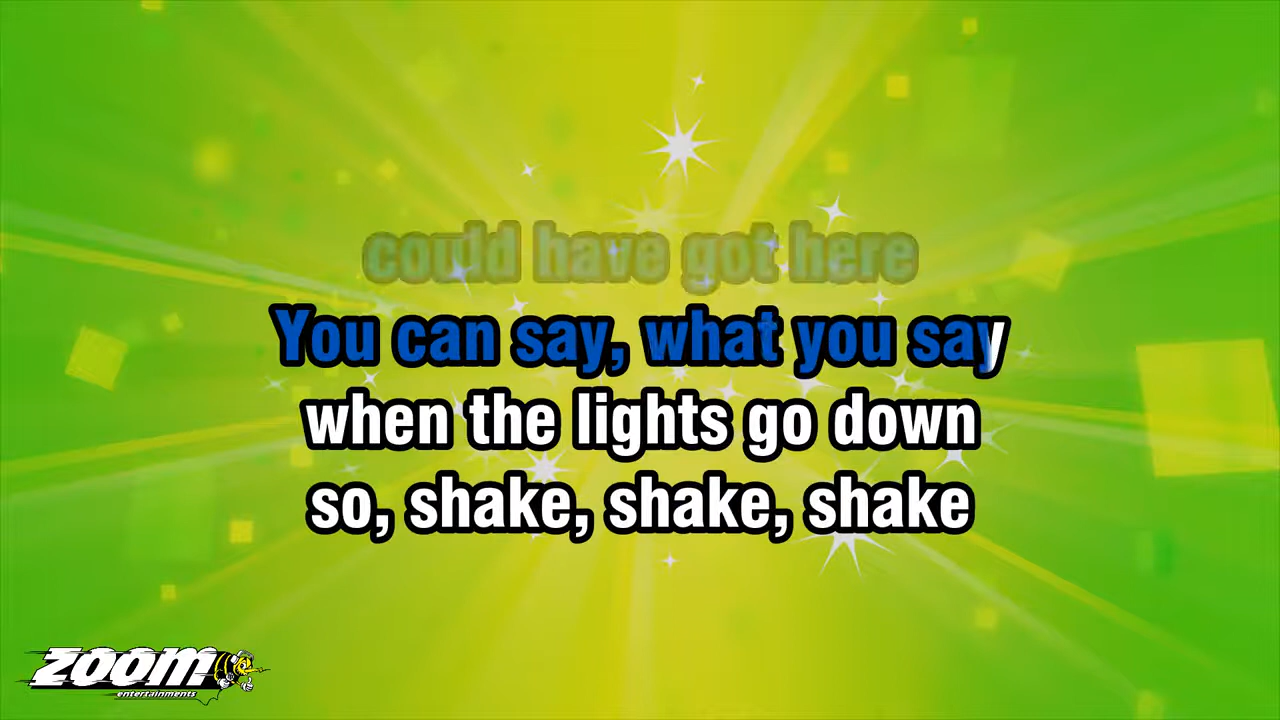 could have got here
You can say, what you say
when the lights go down
so, shake, shake, shake
ZOOM
entertainments